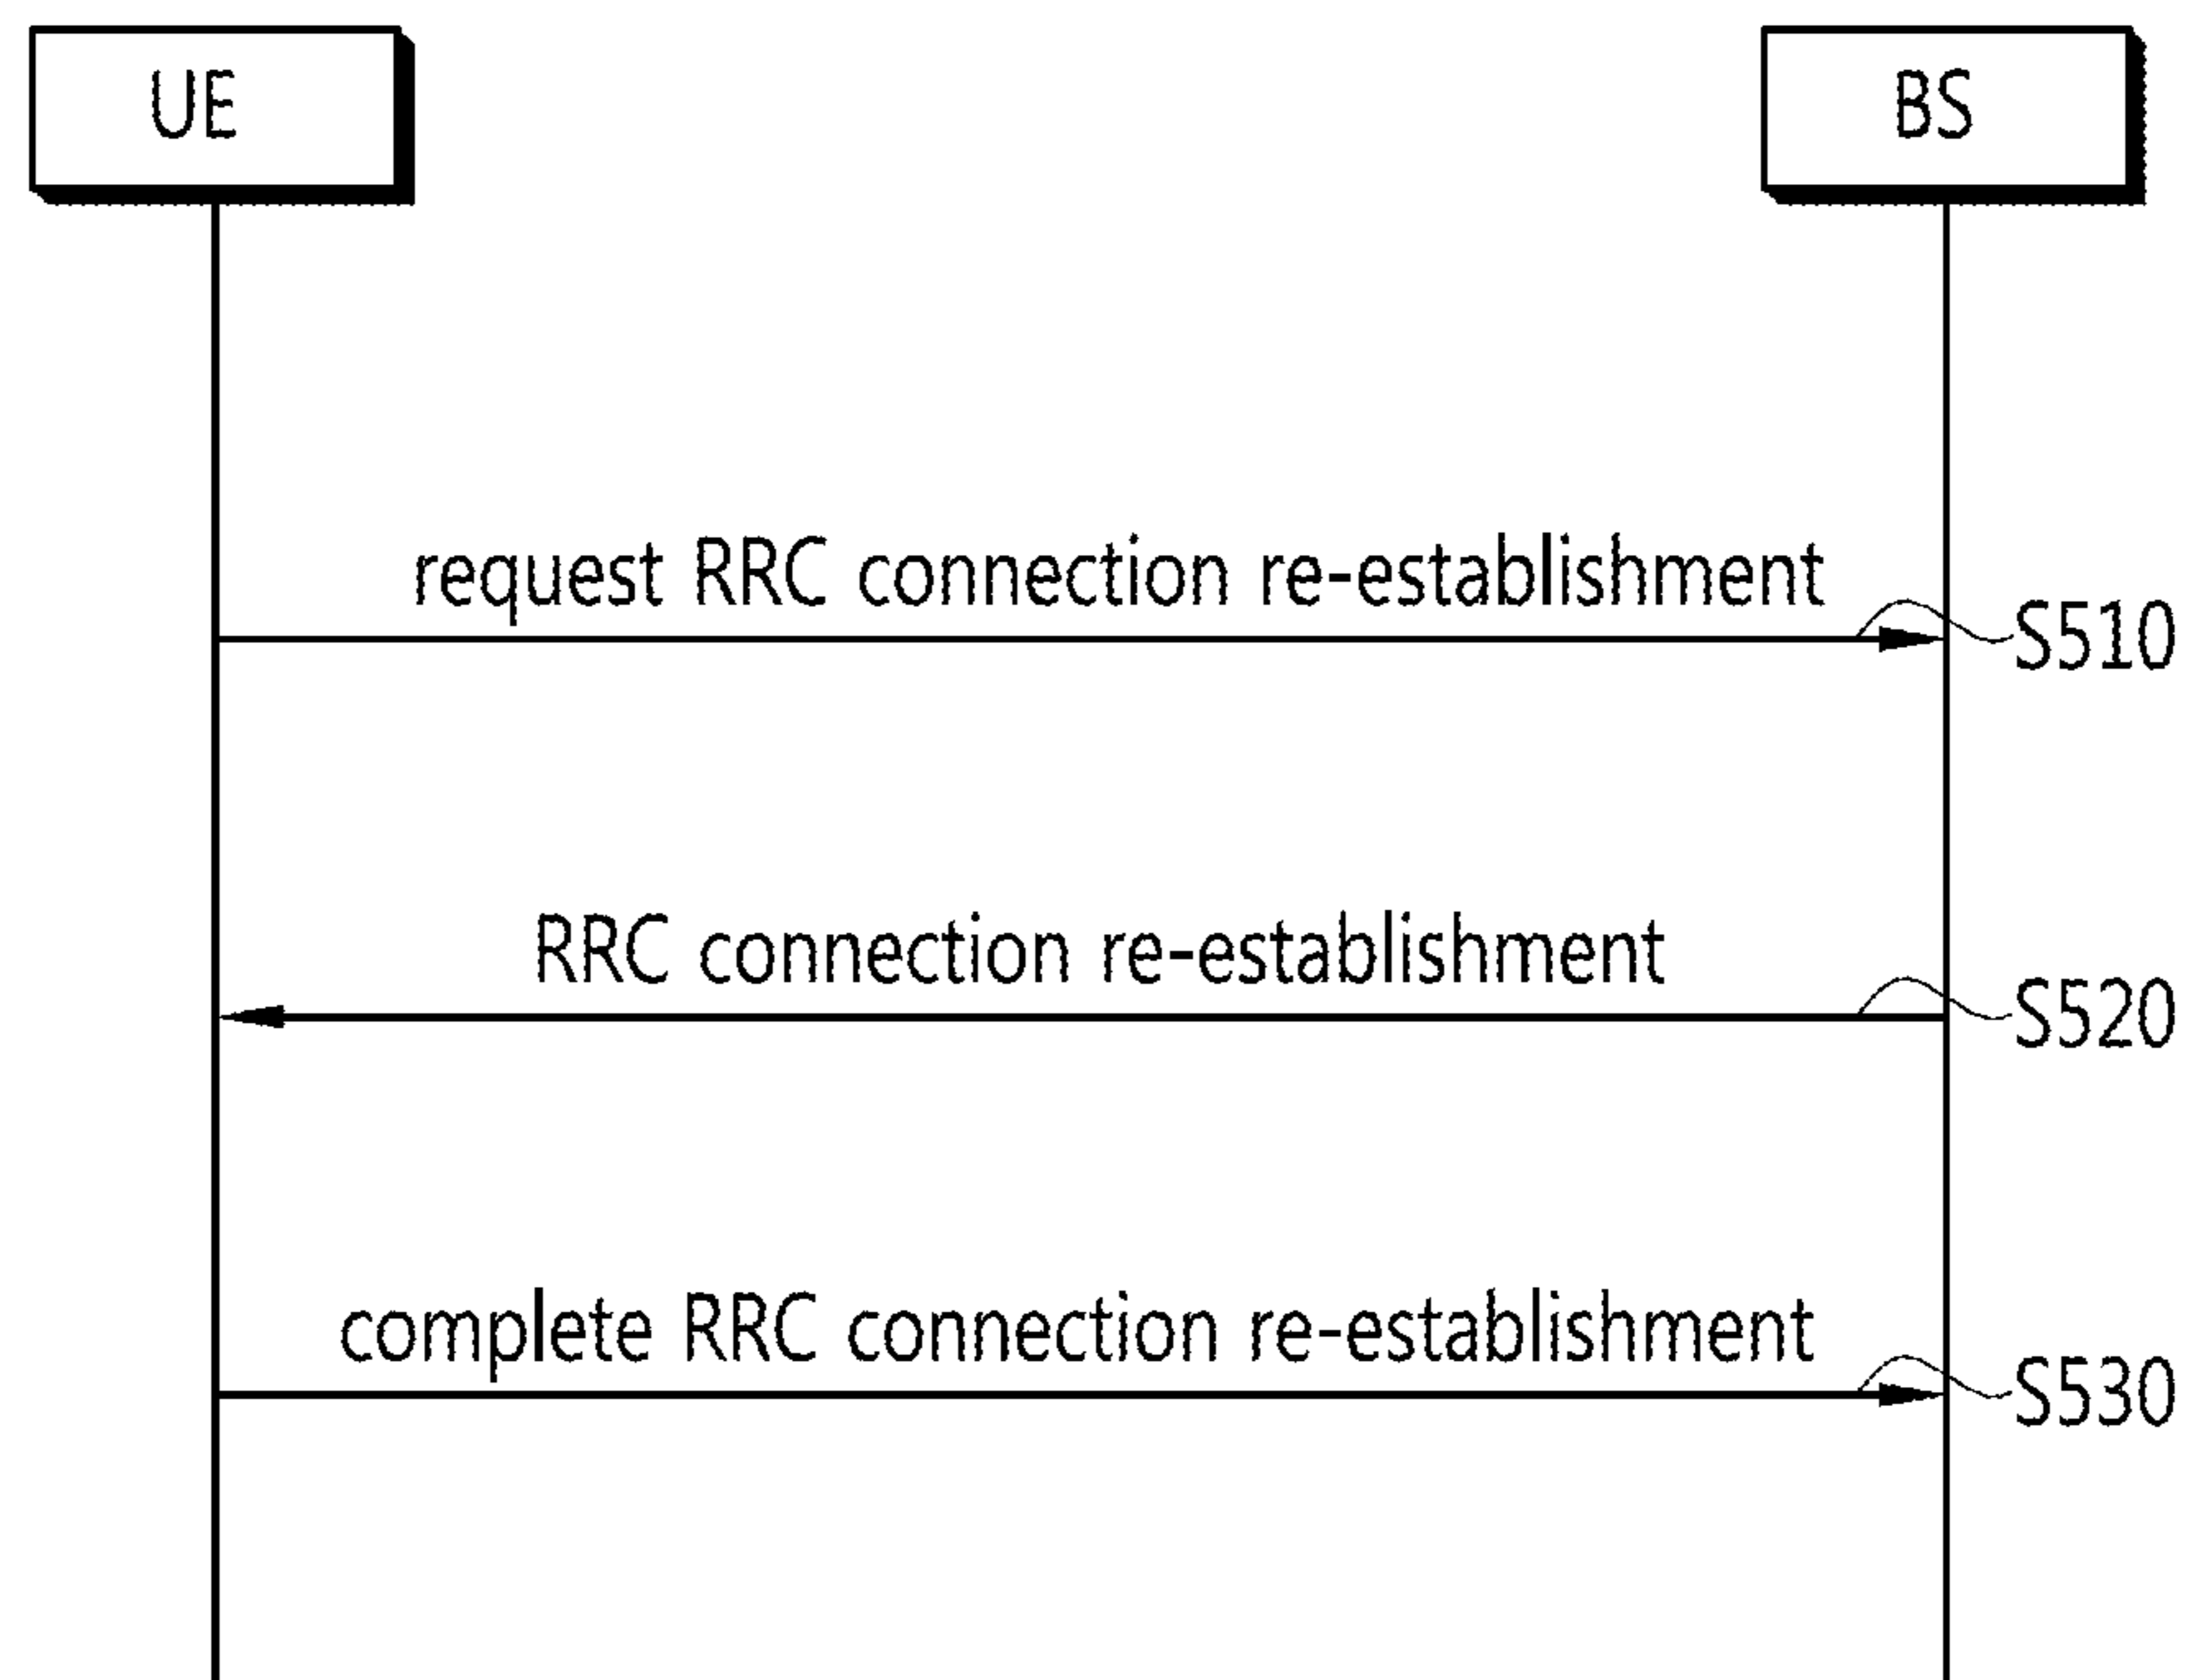 UE
BS
request RRC connection re-establishment
S510
RRC connection re-establishment
S520
complete RRC connection re-establishment
S530